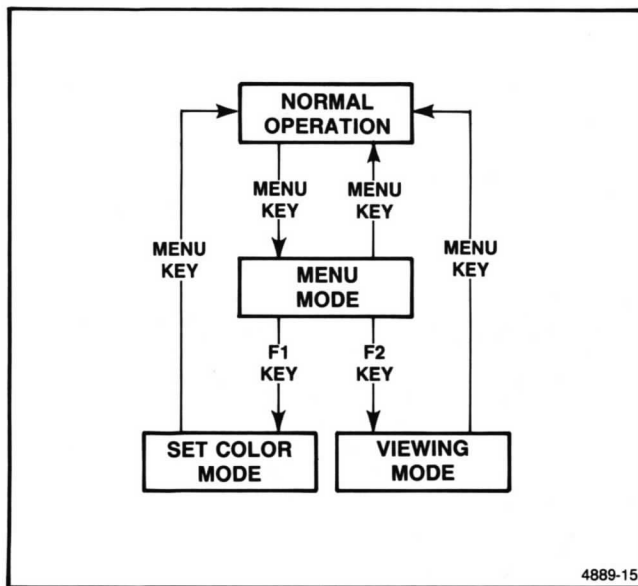 NORMAL
OPERATION
MENU
KEY
MENU
KEY
MENU
KEY
MENU
KEY
MENU
MODE
F1
KEY
F2
KEY
SET COLOR
MODE
VIEWING
MODE
4889-15